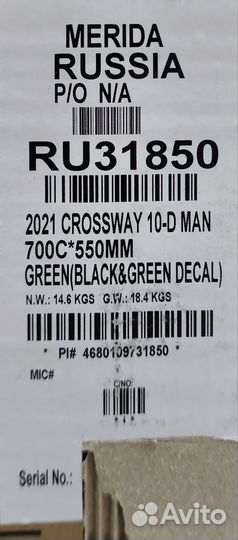 MERIDA
RUSSIA
P/O N/A
RU31850
2021 CROSSWAY 10-D MAN
700C*550MM
GREEN(BLACK&GREEN DECAL)
N.W.: 14.6 KGS G.W.: 18.4 KGS
* PI# 4680109731850 *
MIC#
C/NO:
* 4 *
Serial No.:
Avito